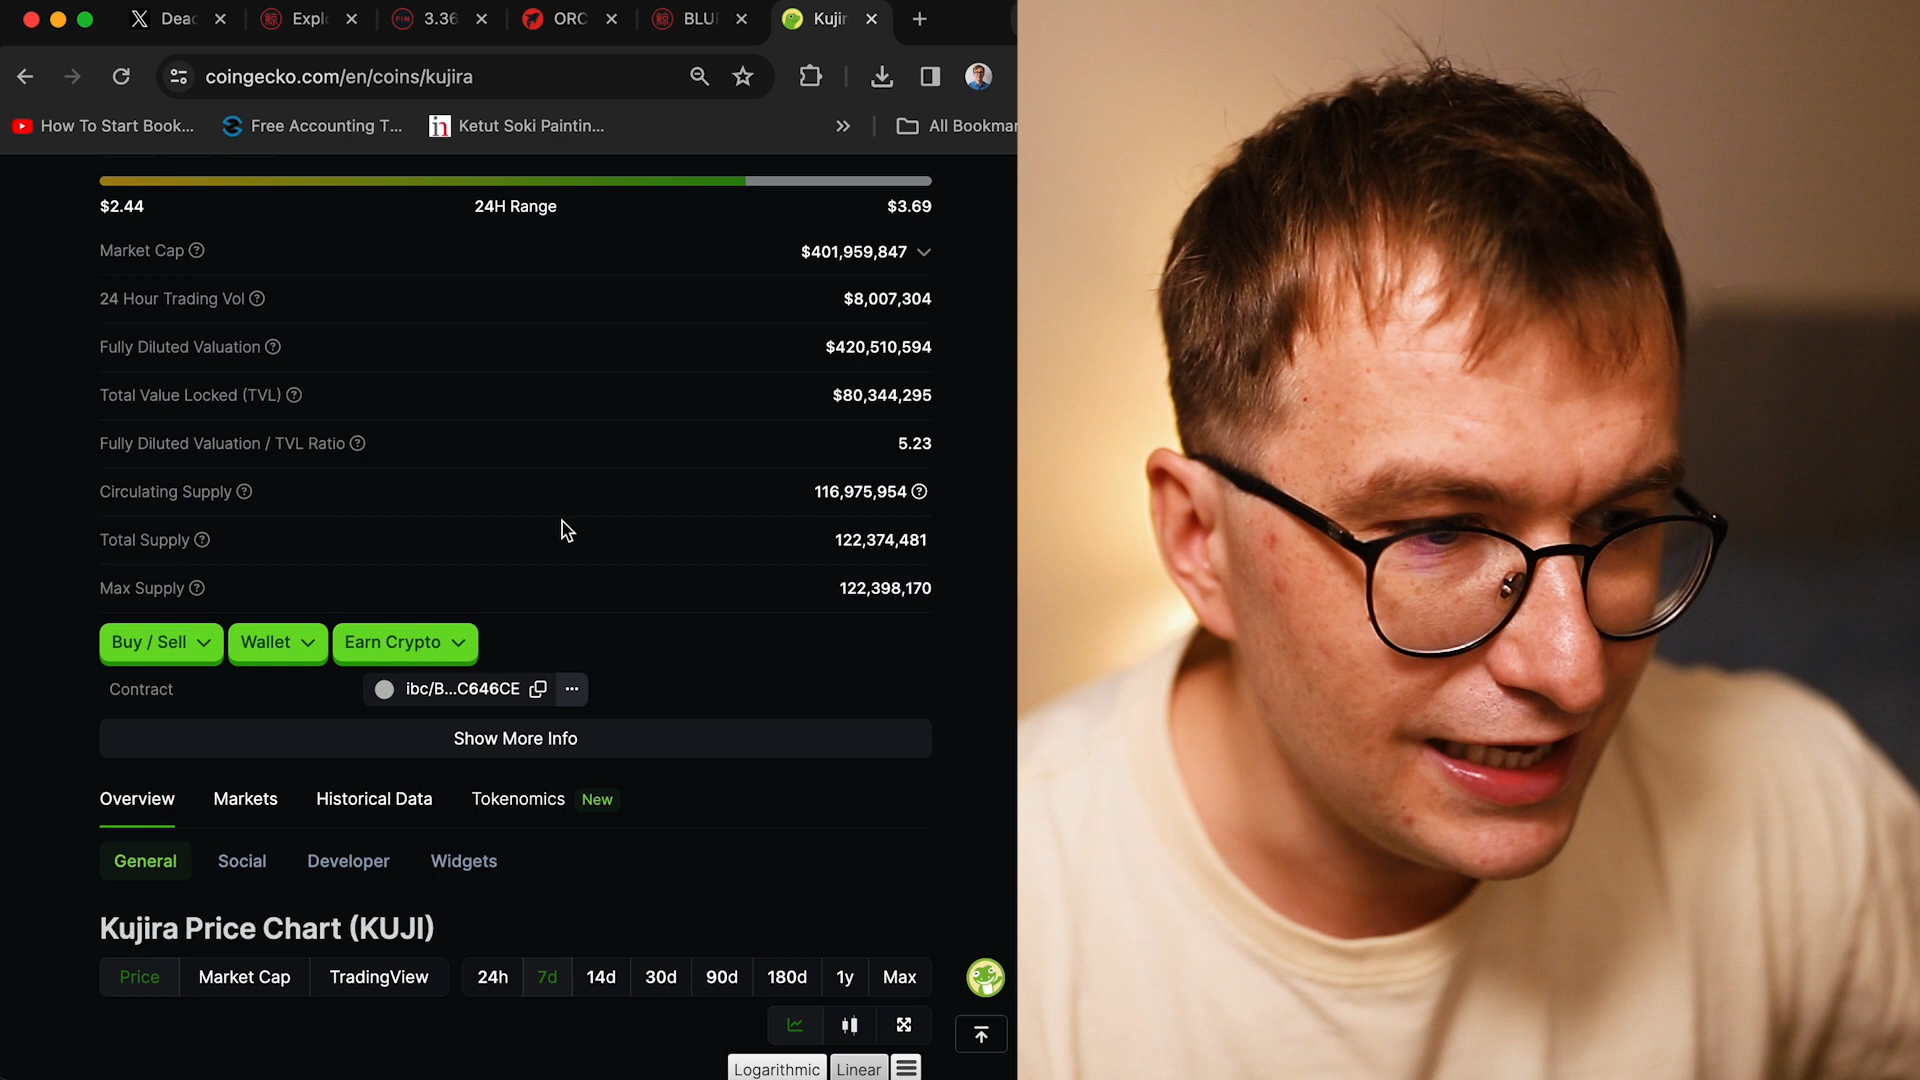 Deac
Explo
FIN
3.36
ORC
BLUE
Kujir
coingecko.com/en/coins/kujira
How To Start Book...
Free Accounting T...
in
Ketut Soki Paintin...
All Bookmar
$2.44
24H Range
$3.69
Market Cap
$401,959,847
24 Hour Trading Vol
$8,007,304
Fully Diluted Valuation
$420,510,594
Total Value Locked (TVL)
$80,344,295
Fully Diluted Valuation / TVL Ratio
5.23
Circulating Supply
116,975,954
Total Supply
122,374,481
Max Supply
122,398,170
Buy / Sell
Wallet
Earn Crypto
Contract
ibc/B...C646CE
Show More Info
Overview
Markets
Historical Data
Tokenomics
New
General
Social
Developer
Widgets
Kujira Price Chart (KUJI)
Price
Market Cap
TradingView
24h
7d
14d
30d
90d
180d
1y
Max
Logarithmic
Linear